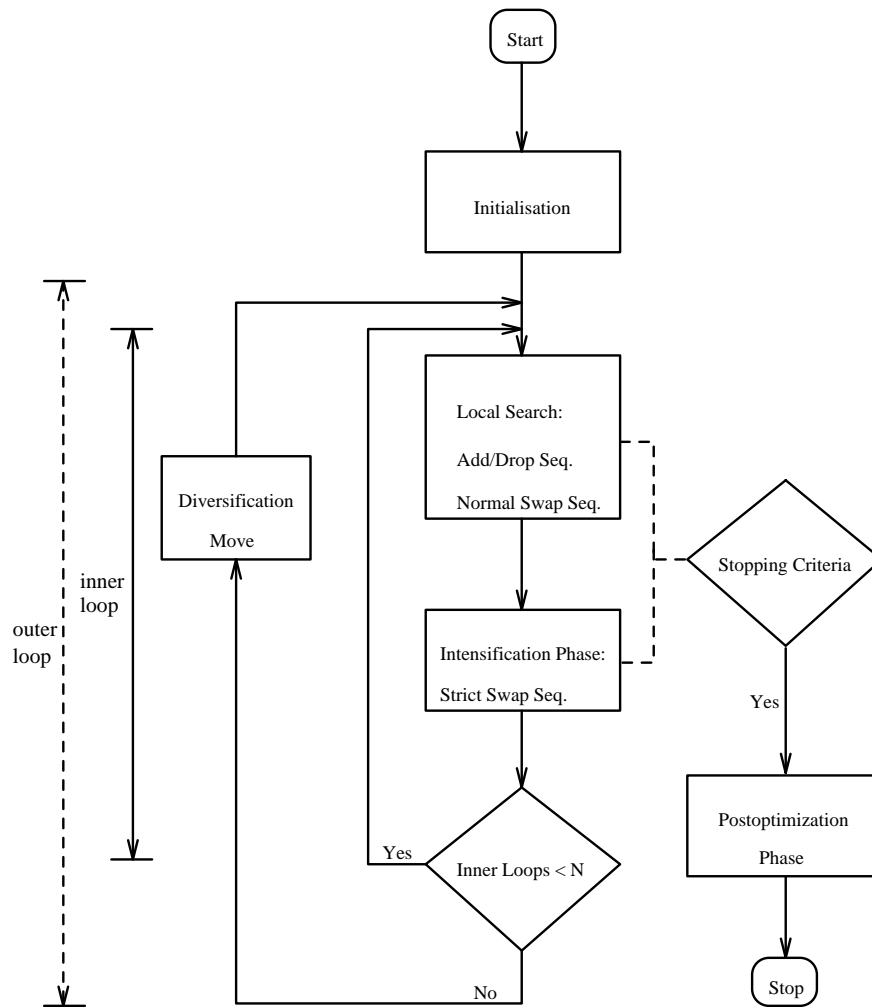 Start
Initialisation
Local Search:
Add/Drop Seq.
Normal Swap Seq.
Diversification
Move
Stopping Criteria
inner
loop
outer
loop
Intensification Phase:
Strict Swap Seq.
Yes
Postoptimization
Phase
Yes
Inner Loops < N
No
Stop